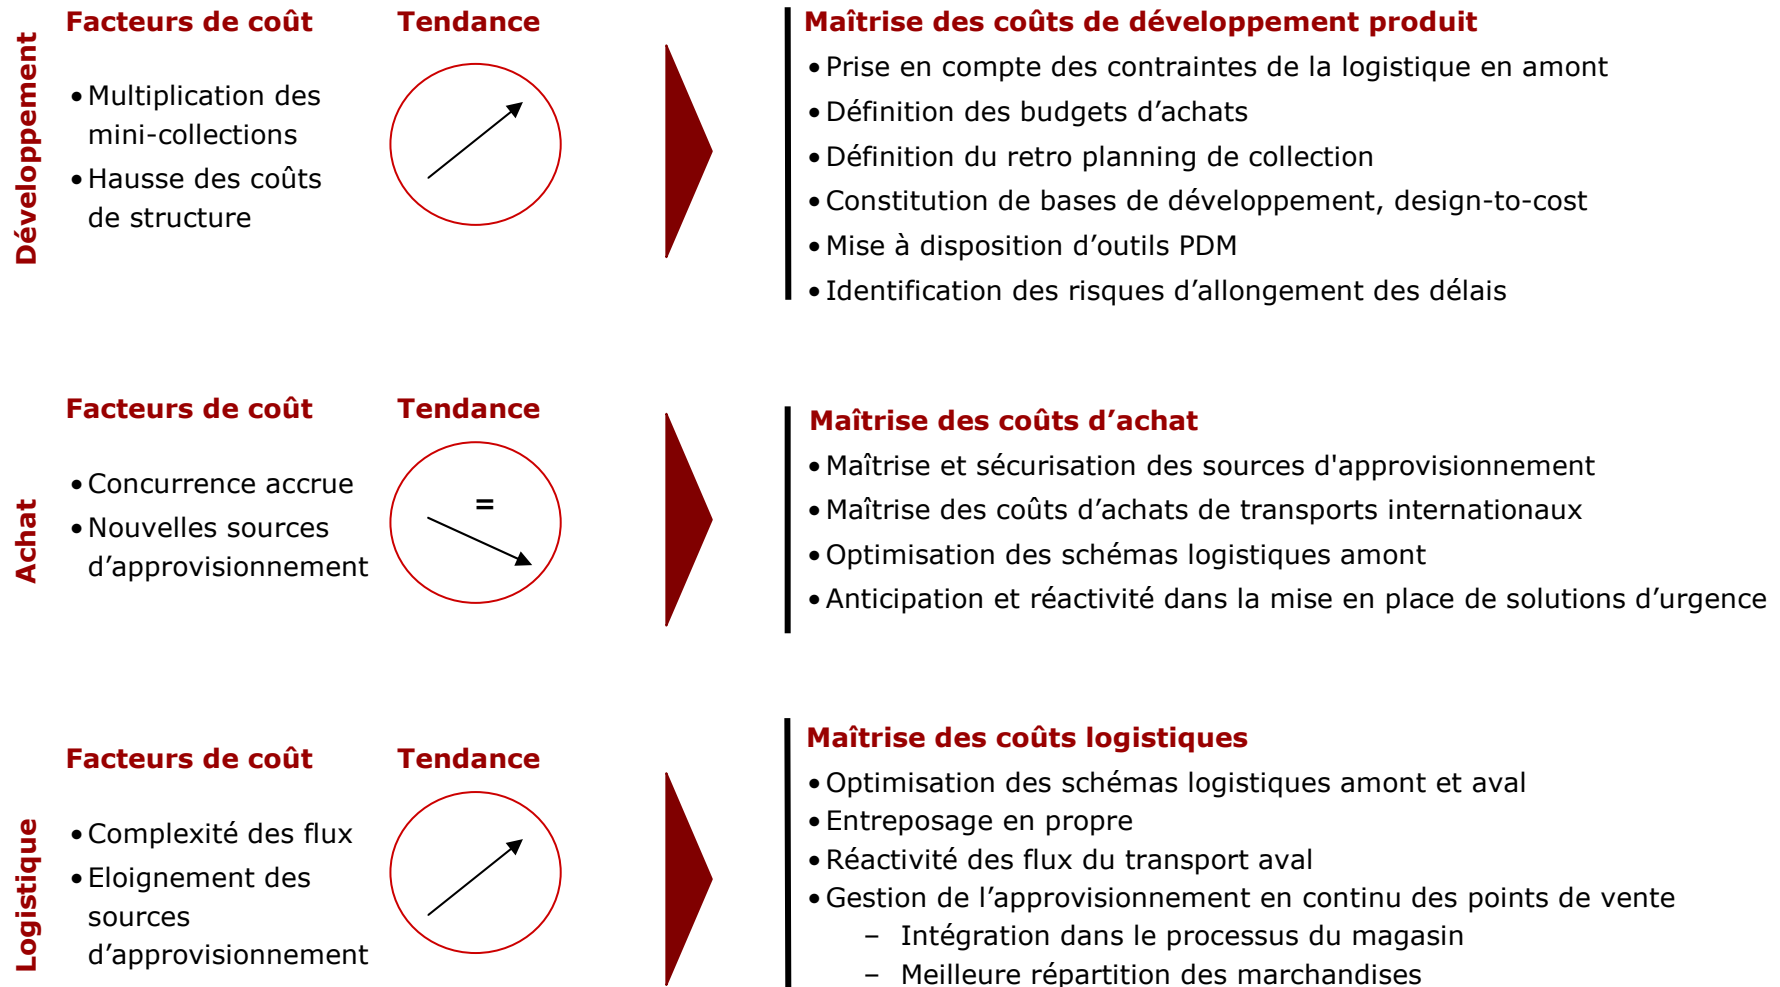 Développement
Facteurs de coût
Tendance
•Multiplication des
mini-collections
•Hausse des coûts
de structure
Maîtrise des coûts de développement produit
•Prise en compte des contraintes de la logistique en amont
•Définition des budgets d’achats
•Définition du retro planning de collection
•Constitution de bases de développement, design-to-cost
•Mise à disposition d’outils PDM
•Identification des risques d’allongement des délais
Achat
Facteurs de coût
Tendance
•Concurrence accrue
•Nouvelles sources
d’approvisionnement
=
Maîtrise des coûts d’achat
•Maîtrise et sécurisation des sources d'approvisionnement
•Maîtrise des coûts d’achats de transports internationaux
•Optimisation des schémas logistiques amont
•Anticipation et réactivité dans la mise en place de solutions d’urgence
Logistique
Facteurs de coût
Tendance
•Complexité des flux
•Eloignement des
sources
d’approvisionnement
Maîtrise des coûts logistiques
•Optimisation des schémas logistiques amont et aval
•Entreposage en propre
•Réactivité des flux du transport aval
•Gestion de l’approvisionnement en continu des points de vente
– Intégration dans le processus du magasin
– Meilleure répartition des marchandises